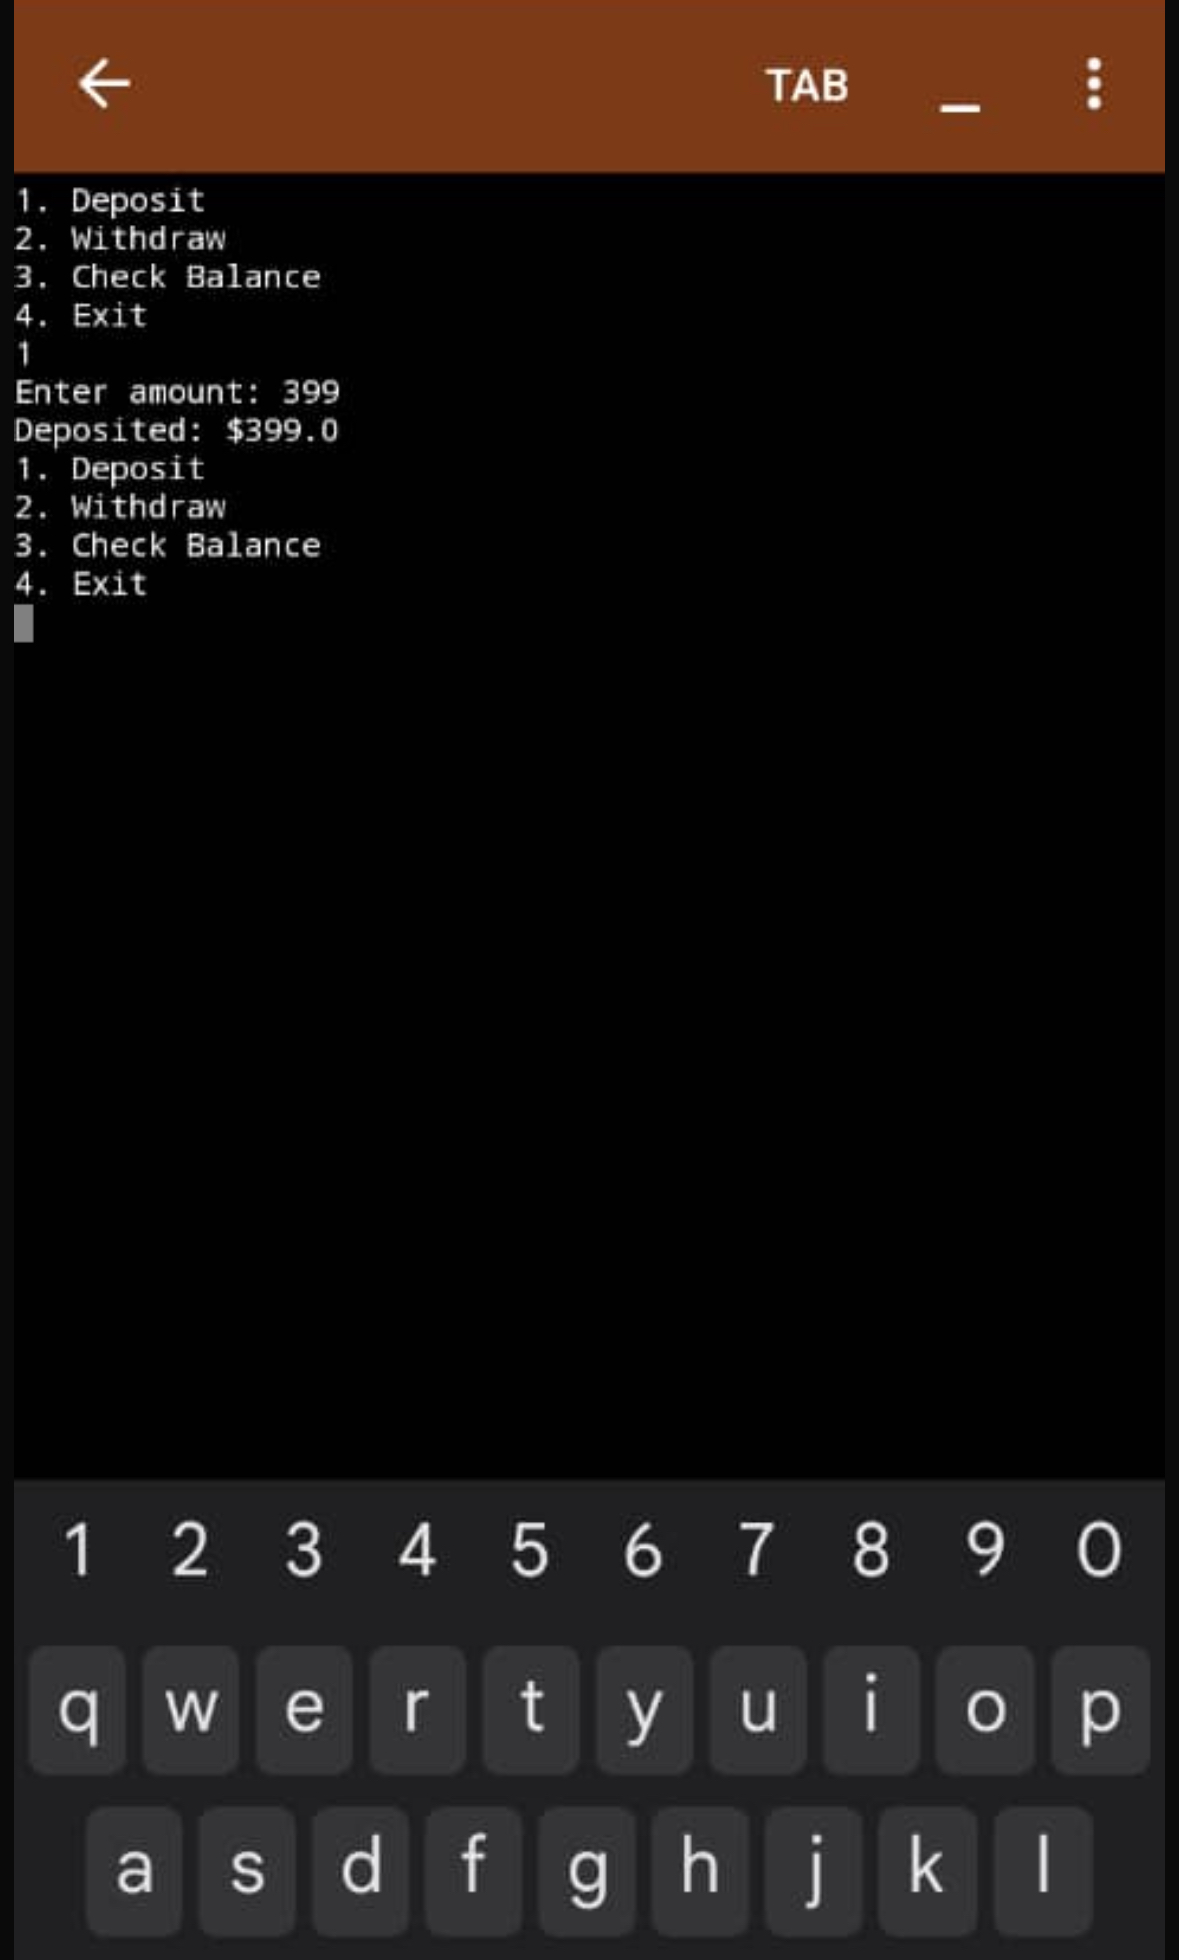 TAB
1. Deposit
2. Withdraw
3. Check Balance
4. Exit
1
Enter amount: 399
Deposited: $399.0
1. Deposit
2. Withdraw
3. Check Balance
4. Exit
1 2 3 4 5 6 7 8 9 0
q w e r t y u i o p
a s d f g h j k l